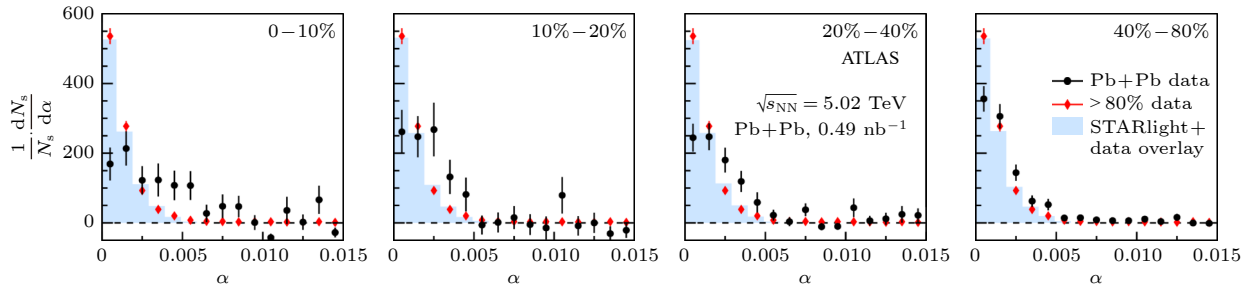 600
400
200
0
1/N_s · dN_s/dα
0−10%
10%−20%
20%−40%
ATLAS
√s_NN = 5.02 TeV
Pb+Pb, 0.49 nb⁻¹
40%−80%
Pb+Pb data
>80% data
STARlight+
data overlay
0 0.005 0.010 0.015
0 0.005 0.010 0.015
0 0.005 0.010 0.015
0 0.005 0.010 0.015
α α α α